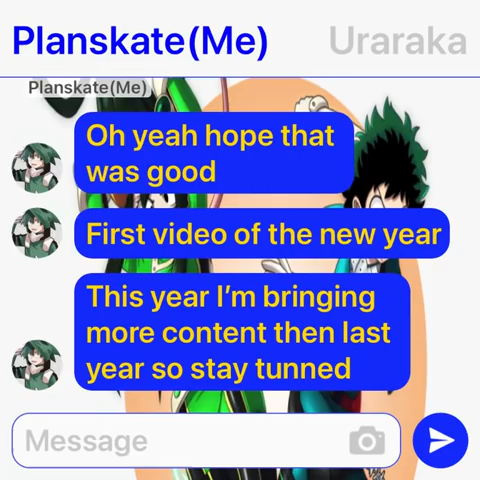 Planskate(Me) Uraraka
Planskate(Me)
Oh yeah hope that
was good
First video of the new year
This year I'm bringing
more content then last
year so stay tunned
Message